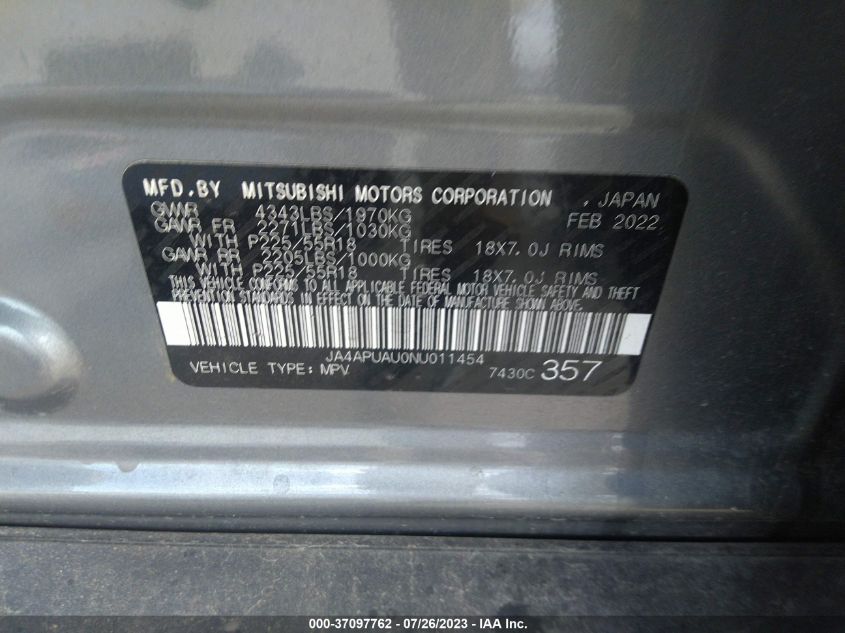 MFD.BY MITSUBISHI MOTORS CORPORATION , JAPAN
GVWR 4343LBS/1970KG FEB 2022
GAWR FR 2271LBS/1030KG
WITH P225/55R18 TIRES 18X7.0J RIMS
GAWR RR 2205LBS/1000KG
WITH P225/55R18 TIRES 18X7.0J RIMS
THIS VEHICLE CONFORMS TO ALL APPLICABLE FEDERAL MOTOR VEHICLE SAFETY AND THEFT
PREVENTION STANDARDS IN EFFECT ON THE DATE OF MANUFACTURE SHOWN ABOVE.
JA4APUAU0NU011454
VEHICLE TYPE: MPV 7430C 357
000-37097762 - 07/26/2023 - IAA Inc.